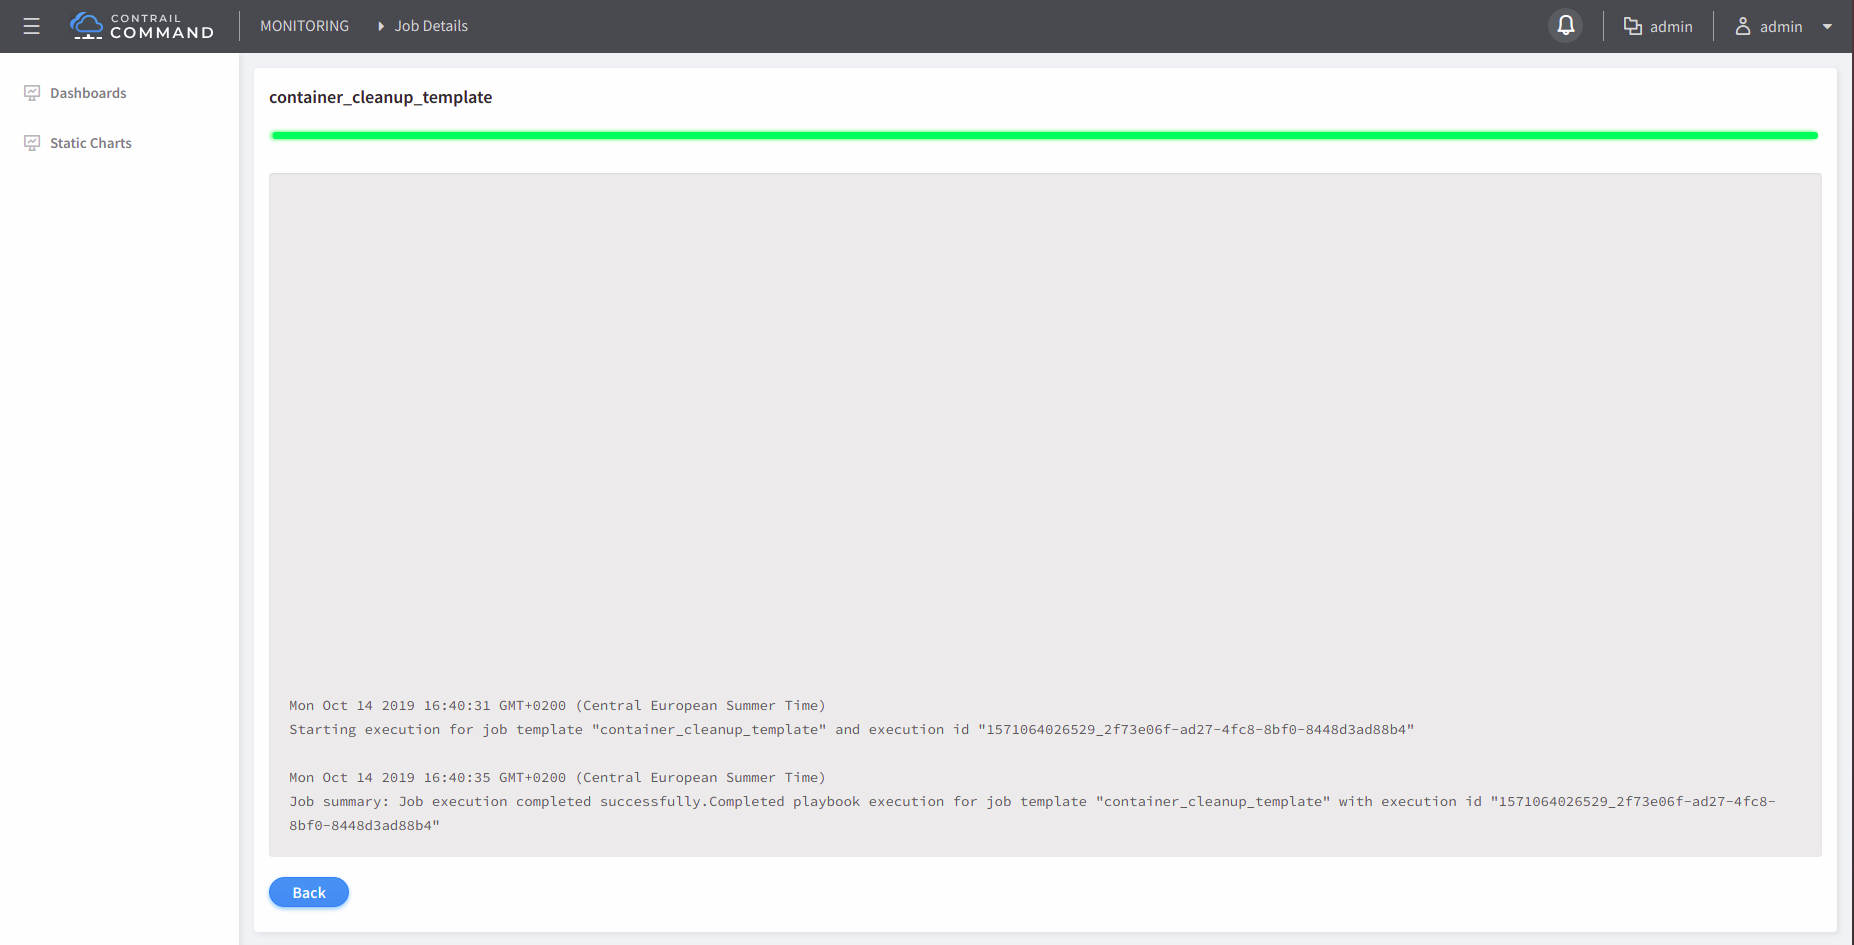 CONTRAIL
COMMAND
MONITORING
Job Details
admin
admin
Dashboards
Static Charts
container_cleanup_template
Mon Oct 14 2019 16:40:31 GMT+0200 (Central European Summer Time)
Starting execution for job template "container_cleanup_template" and execution id "1571064026529_2f73e06f-ad27-4fc8-8bf0-8448d3ad88b4"
Mon Oct 14 2019 16:40:35 GMT+0200 (Central European Summer Time)
Job summary: Job execution completed successfully.Completed playbook execution for job template "container_cleanup_template" with execution id "1571064026529_2f73e06f-ad27-4fc8-
8bf0-8448d3ad88b4"
Back